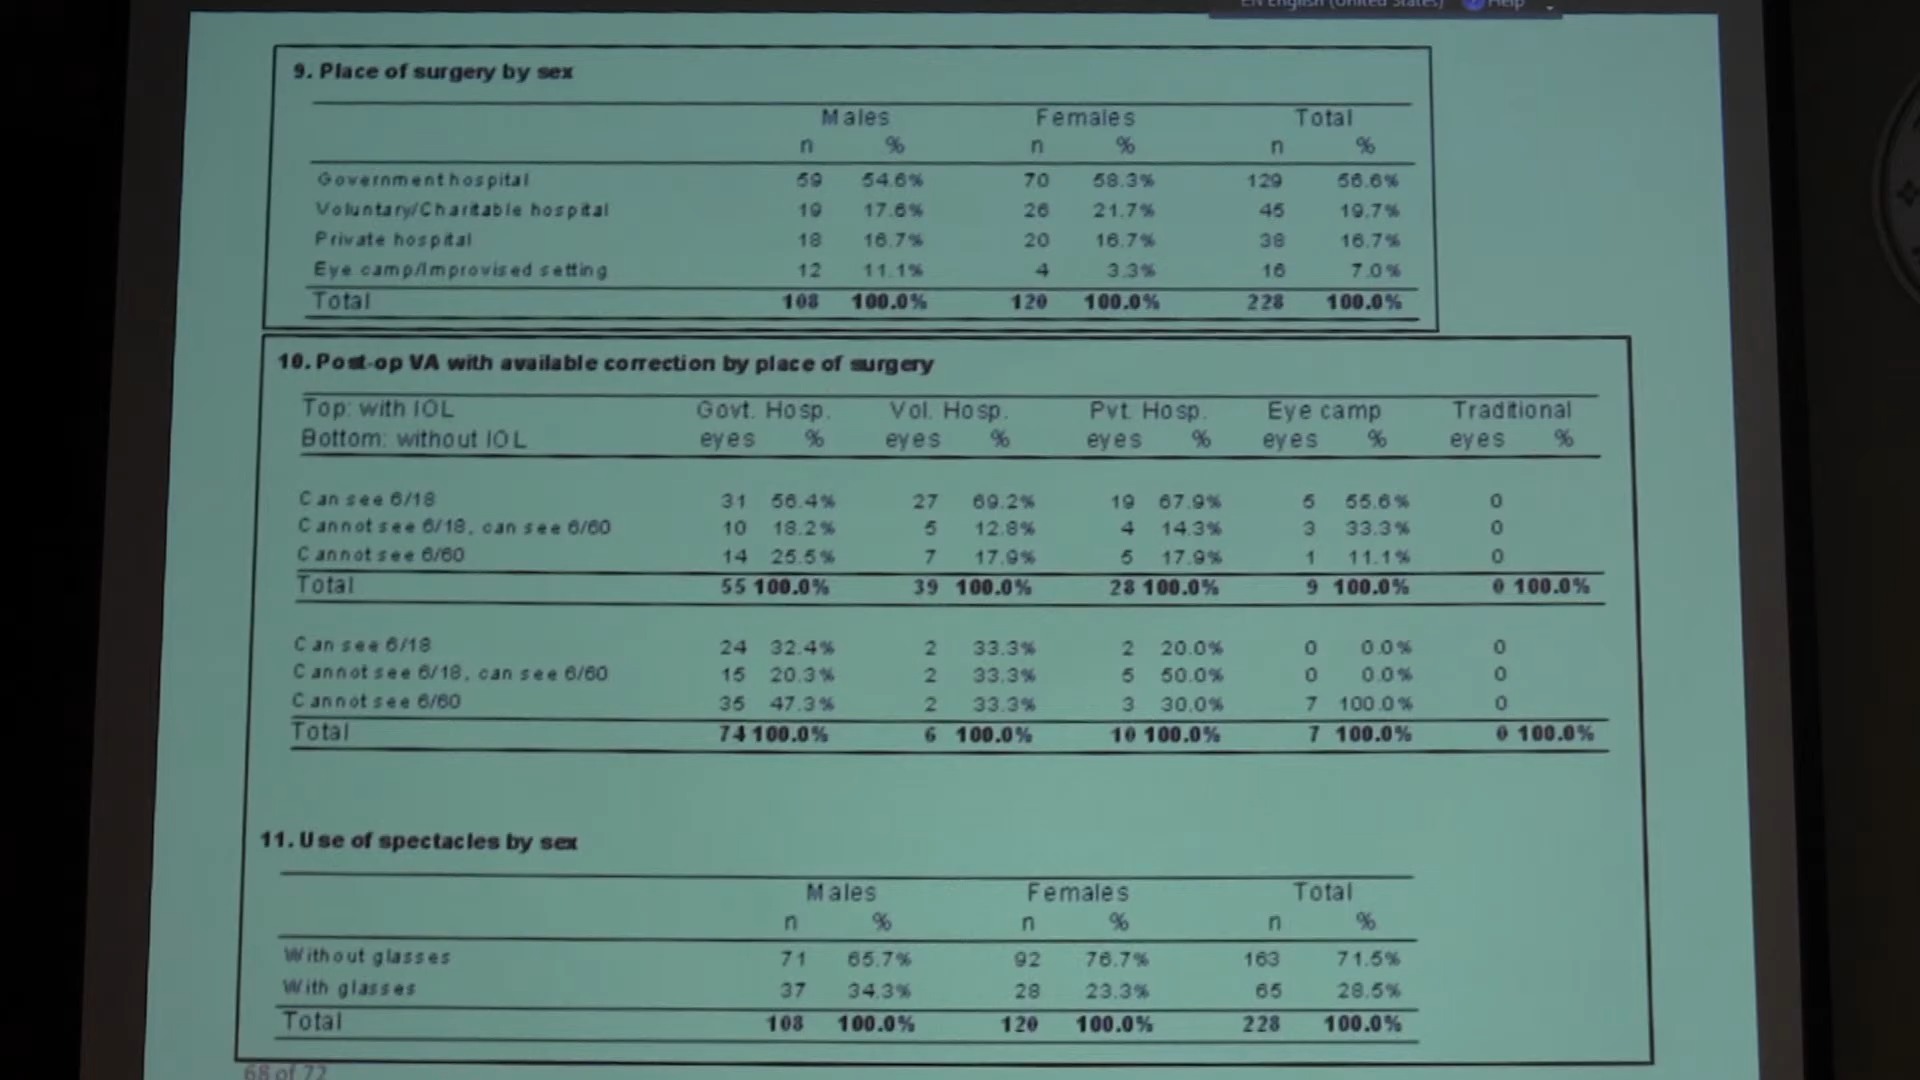 EN English (United States) Help
9. Place of surgery by sex
Males Females Total
n % n % n %
Government hospital 59 54.6% 70 58.3% 129 56.6%
Voluntary/Charitable hospital 19 17.6% 26 21.7% 45 19.7%
Private hospital 18 16.7% 20 16.7% 38 16.7%
Eye camp/Improvised setting 12 11.1% 4 3.3% 16 7.0%
Total 108 100.0% 120 100.0% 228 100.0%
10. Post-op VA with available correction by place of surgery
Top: with IOL Govt. Hosp. Vol. Hosp. Pvt. Hosp. Eye camp Traditional
Bottom: without IOL eyes % eyes % eyes % eyes % eyes %
Can see 6/18 31 56.4% 27 69.2% 19 67.9% 5 55.6% 0
Cannot see 6/18, can see 6/60 10 18.2% 5 12.8% 4 14.3% 3 33.3% 0
Cannot see 6/60 14 25.5% 7 17.9% 5 17.9% 1 11.1% 0
Total 55 100.0% 39 100.0% 28 100.0% 9 100.0% 0 100.0%
Can see 6/18 24 32.4% 2 33.3% 2 20.0% 0 0.0% 0
Cannot see 6/18, can see 6/60 15 20.3% 2 33.3% 5 50.0% 0 0.0% 0
Cannot see 6/60 35 47.3% 2 33.3% 3 30.0% 7 100.0% 0
Total 74 100.0% 6 100.0% 10 100.0% 7 100.0% 0 100.0%
11. Use of spectacles by sex
Males Females Total
n % n % n %
Without glasses 71 65.7% 92 76.7% 163 71.5%
With glasses 37 34.3% 28 23.3% 65 28.5%
Total 108 100.0% 120 100.0% 228 100.0%
68 of 72